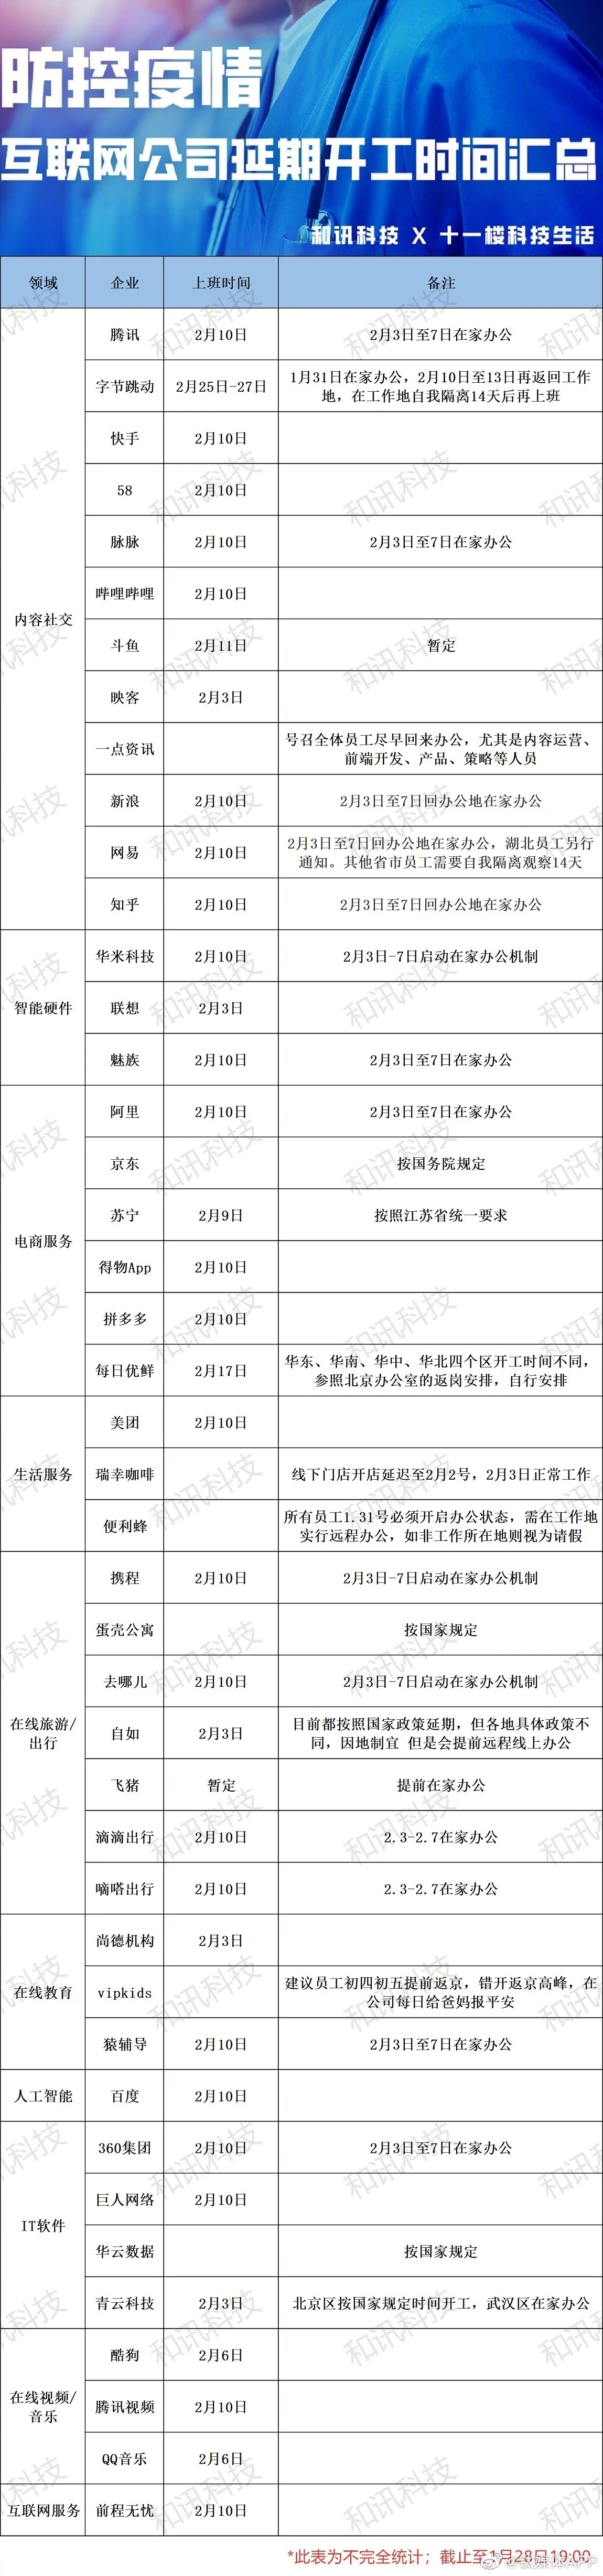 防控疫情
互联网公司延期开工时间汇总
和讯科技 X 十一楼科技生活
领域 企业 上班时间 备注
内容社交
腾讯 2月10日 2月3日至7日在家办公
字节跳动 2月25日-27日 1月31日在家办公，2月10日至13日再返回工作
地，在工作地自我隔离14天后再上班
快手 2月10日
58 2月10日
脉脉 2月10日 2月3日至7日在家办公
哔哩哔哩 2月10日
斗鱼 2月11日 暂定
映客 2月3日
一点资讯 号召全体员工尽早回来办公，尤其是内容运营、
前端开发、产品、策略等人员
新浪 2月10日 2月3日至7日回办公地在家办公
网易 2月10日 2月3日至7日回办公地在家办公，湖北员工另行
通知。其他省市员工需要自我隔离观察14天
知乎 2月10日 2月3日至7日回办公地在家办公
智能硬件
华米科技 2月10日 2月3日-7日启动在家办公机制
联想 2月3日
魅族 2月10日 2月3日至7日在家办公
电商服务
阿里 2月10日 2月3日至7日在家办公
京东 按国务院规定
苏宁 2月9日 按照江苏省统一要求
得物App 2月10日
拼多多 2月10日
每日优鲜 2月17日 华东、华南、华中、华北四个区开工时间不同，
参照北京办公室的返岗安排，自行安排
生活服务
美团 2月10日
瑞幸咖啡 线下门店开店延迟至2月2号，2月3日正常工作
便利蜂 所有员工1.31号必须开启办公状态，需在工作地
实行远程办公，如非工作所在地则视为请假
在线旅游/
出行
携程 2月10日 2月3日-7日启动在家办公机制
蛋壳公寓 按国家规定
去哪儿 2月10日 2月3日-7日启动在家办公机制
自如 2月3日 目前都按照国家政策延期，但各地具体政策不
同，因地制宜 但是会提前远程线上办公
飞猪 暂定 提前在家办公
滴滴出行 2月10日 2.3-2.7在家办公
嘀嗒出行 2月10日 2.3-2.7在家办公
在线教育
尚德机构 2月3日
vipkids 建议员工初四初五提前返京，错开返京高峰，在
公司每日给爸妈报平安
猿辅导 2月10日 2月3日至7日在家办公
人工智能 百度 2月10日
IT软件
360集团 2月10日 2月3日至7日在家办公
巨人网络 2月10日
华云数据 按国家规定
青云科技 2月3日 北京区按国家规定时间开工，武汉区在家办公
在线视频/
音乐
酷狗 2月6日
腾讯视频 2月10日
QQ音乐 2月6日
互联网服务 前程无忧 2月10日
*此表为不完全统计；截止至1月28日19:00